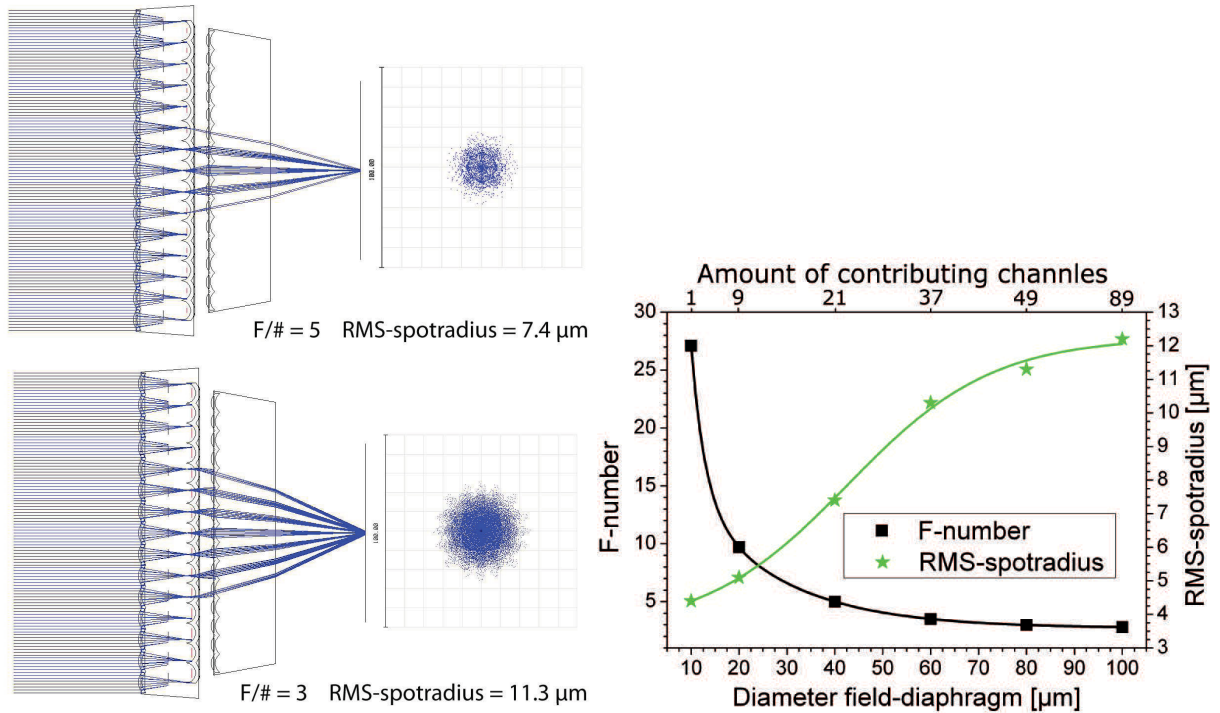 100.00
F/# = 5 RMS-spotradius = 7.4 µm
100.00
F/# = 3 RMS-spotradius = 11.3 µm
Amount of contributing channles
1 9 21 37 49 89
30
25
20
15
10
5
F-number
13
12
11
10
9
8
7
6
5
4
3
RMS-spotradius [µm]
F-number
RMS-spotradius
10 20 30 40 50 60 70 80 90 100
Diameter field-diaphragm [µm]